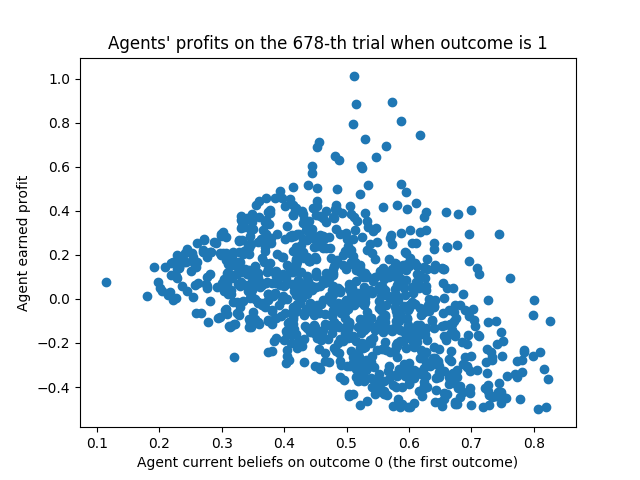 Agents' profits on the 678-th trial when outcome is 1
1.0
0.8
0.6
0.4
0.2
0.0
−0.2
−0.4
Agent earned profit
0.1 0.2 0.3 0.4 0.5 0.6 0.7 0.8
Agent current beliefs on outcome 0 (the first outcome)